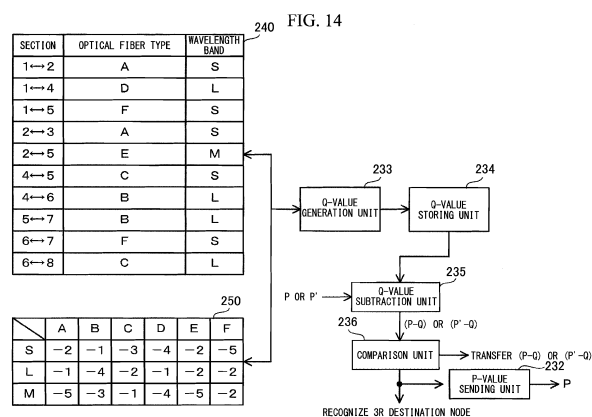 FIG. 14
240
SECTION OPTICAL FIBER TYPE WAVELENGTH BAND
1↔2 A S
1↔4 D L
1↔5 F S
2↔3 A S
2↔5 E M
4↔5 C S
4↔6 B L
5↔7 B L
6↔7 F S
6↔8 C L
233
Q-VALUE GENERATION UNIT
234
Q-VALUE STORING UNIT
235
P OR P' Q-VALUE SUBTRACTION UNIT
(P-Q) OR (P'-Q)
236
COMPARISON UNIT
TRANSFER (P-Q) OR (P'-Q)
232
P-VALUE SENDING UNIT
P
RECOGNIZE 3R DESTINATION NODE
250
A B C D E F
S -2 -1 -3 -4 -2 -5
L -1 -4 -2 -1 -2 -2
M -5 -3 -1 -4 -5 -2